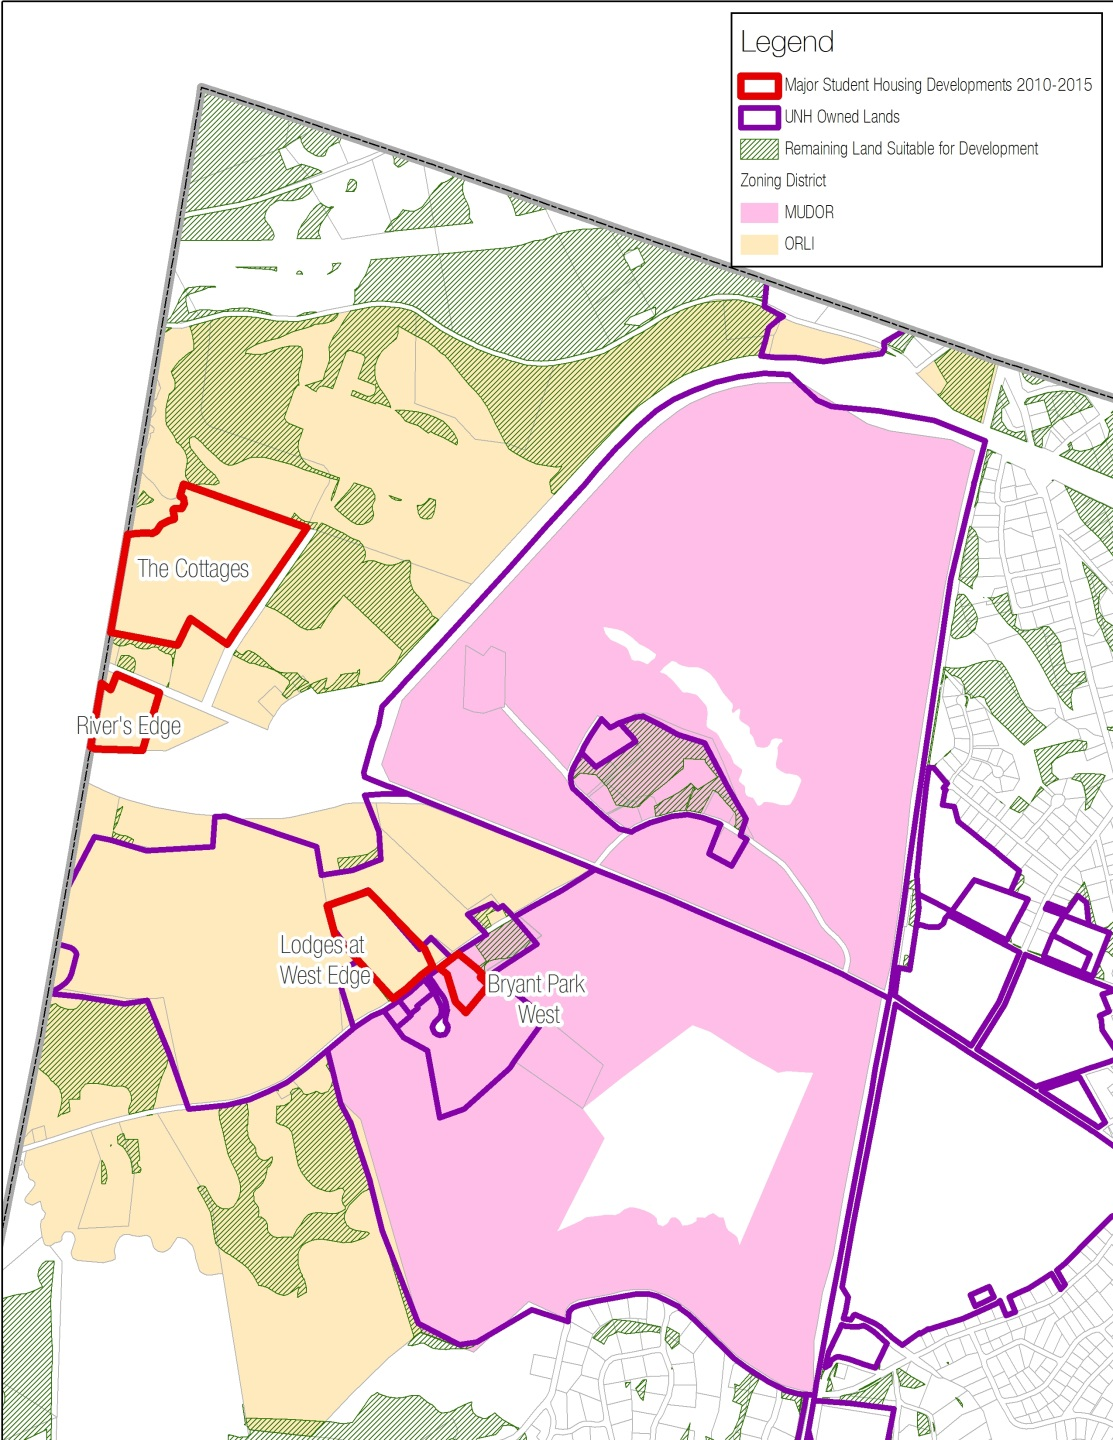 Legend
Major Student Housing Developments 2010-2015
UNH Owned Lands
Remaining Land Suitable for Development
Zoning District
MUDOR
ORLI
The Cottages
River's Edge
Lodges at
West Edge
Bryant Park
West